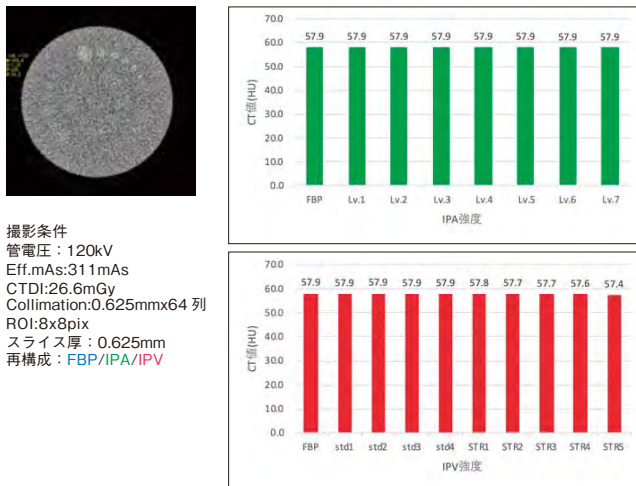 撮影条件
管電圧：120kV
Eff.mAs:311mAs
CTDI:26.6mGy
Collimation:0.625mmx64 列
ROI:8x8pix
スライス厚：0.625mm
再構成：FBP/IPA/IPV
CT値(HU)
70.0
60.0
50.0
40.0
30.0
20.0
10.0
0.0
57.9 57.9 57.9 57.9 57.9 57.9 57.9 57.9
FBP Lv.1 Lv.2 Lv.3 Lv.4 Lv.5 Lv.6 Lv.7
IPA強度
CT値(HU)
70.0
60.0
50.0
40.0
30.0
20.0
10.0
0.0
57.9 57.9 57.9 57.9 57.9 57.8 57.7 57.7 57.6 57.4
FBP std1 std2 std3 std4 STR1 STR2 STR3 STR4 STR5
IPV強度